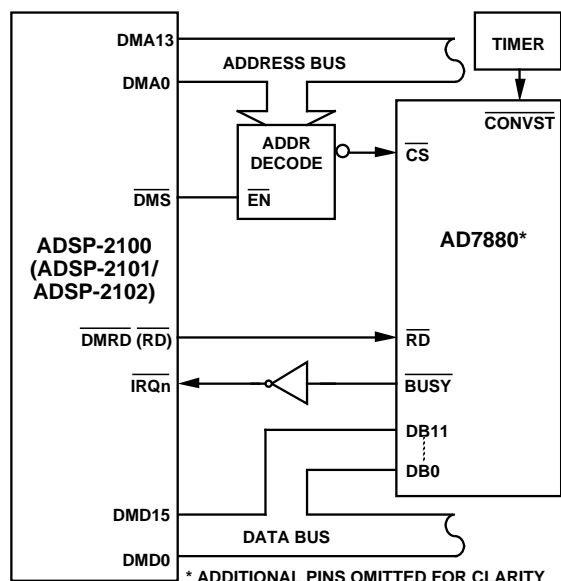 DMA13
ADDRESS BUS
TIMER
DMA0
CONVST
ADDR
DECODE
CS
DMS
EN
ADSP-2100
(ADSP-2101/
ADSP-2102)
AD7880*
DMRD (RD)
RD
IRQn
BUSY
DB11
DB0
DMD15
DATA BUS
DMD0
* ADDITIONAL PINS OMITTED FOR CLARITY